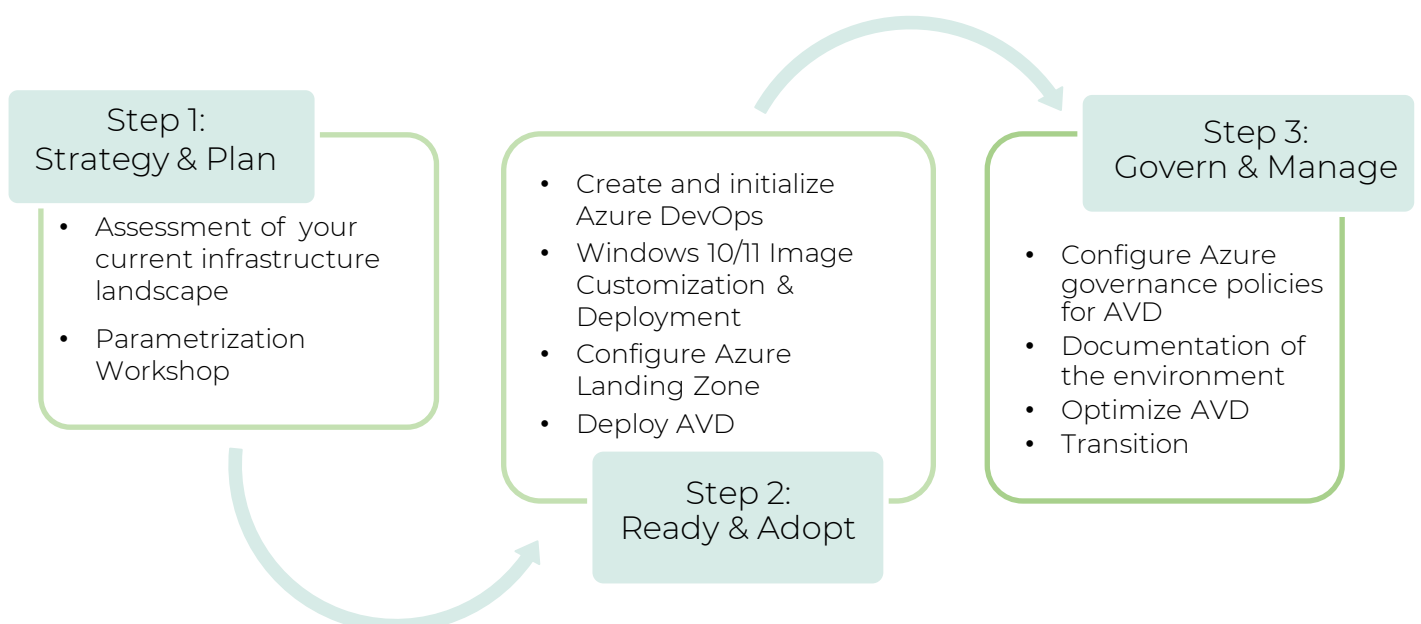 Step 1:
Strategy & Plan
• Assessment of your
current infrastructure
landscape
• Parametrization
Workshop
• Create and initialize
Azure DevOps
• Windows 10/11 Image
Customization &
Deployment
• Configure Azure
Landing Zone
• Deploy AVD
Step 2:
Ready & Adopt
Step 3:
Govern & Manage
• Configure Azure
governance policies
for AVD
• Documentation of
the environment
• Optimize AVD
• Transition